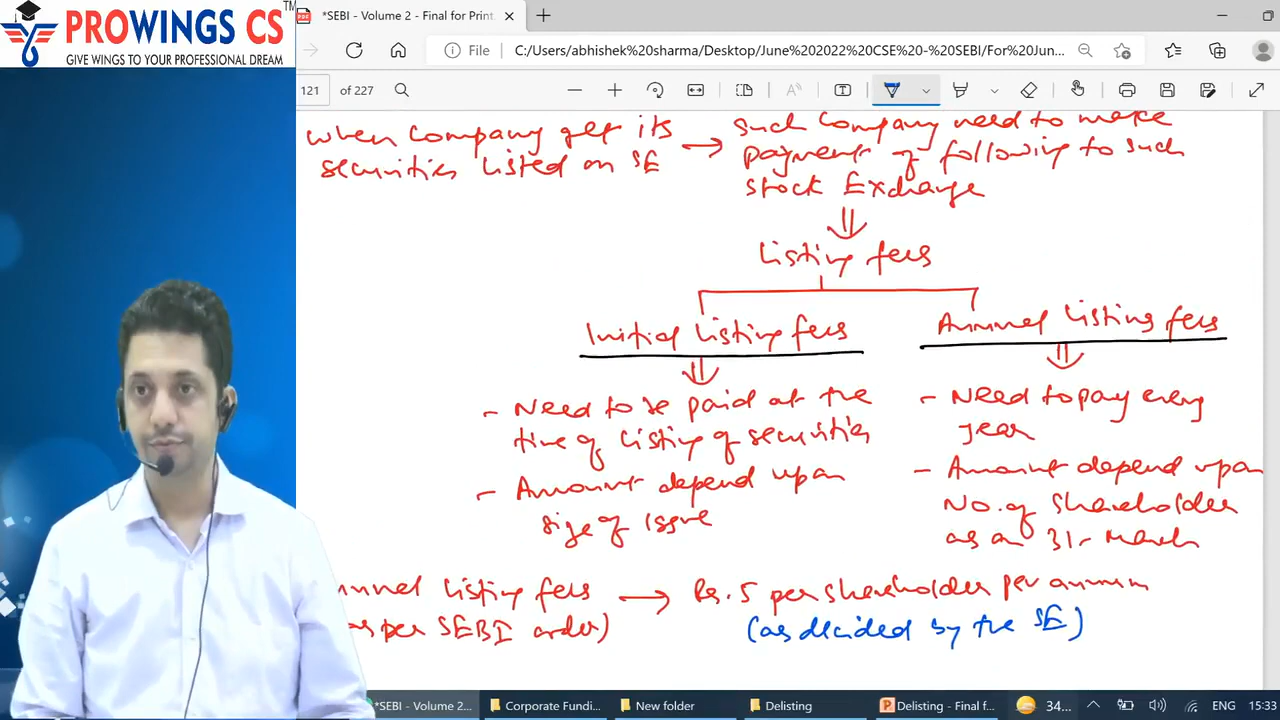 PROWINGS CS TM
GIVE WINGS TO YOUR PROFESSIONAL DREAM
*SEBI - Volume 2 - Final for Print.
File C:/Users/abhishek%20sharma/Desktop/June%202022%20CSE%20-%20SEBI/For%20Jun...
121 of 227
when company get its
securities listed on SE
such company need to make
payment of following to such
Stock Exchange
Listing fees
Initial Listing fees
Annual Listing fees
- Need to be paid at the
time of listing of securities
- Amount depend upon
size of issue
- Need to pay every
year
- Amount depend upon
No. of shareholder
as on 31-March
nnual Listing fees
as per SEBI order)
Rs. 5 per shareholder per annum
(as decided by the SE)
*SEBI - Volume 2... Corporate Fundi... New folder Delisting Delisting - Final f... 34... ENG 15:33